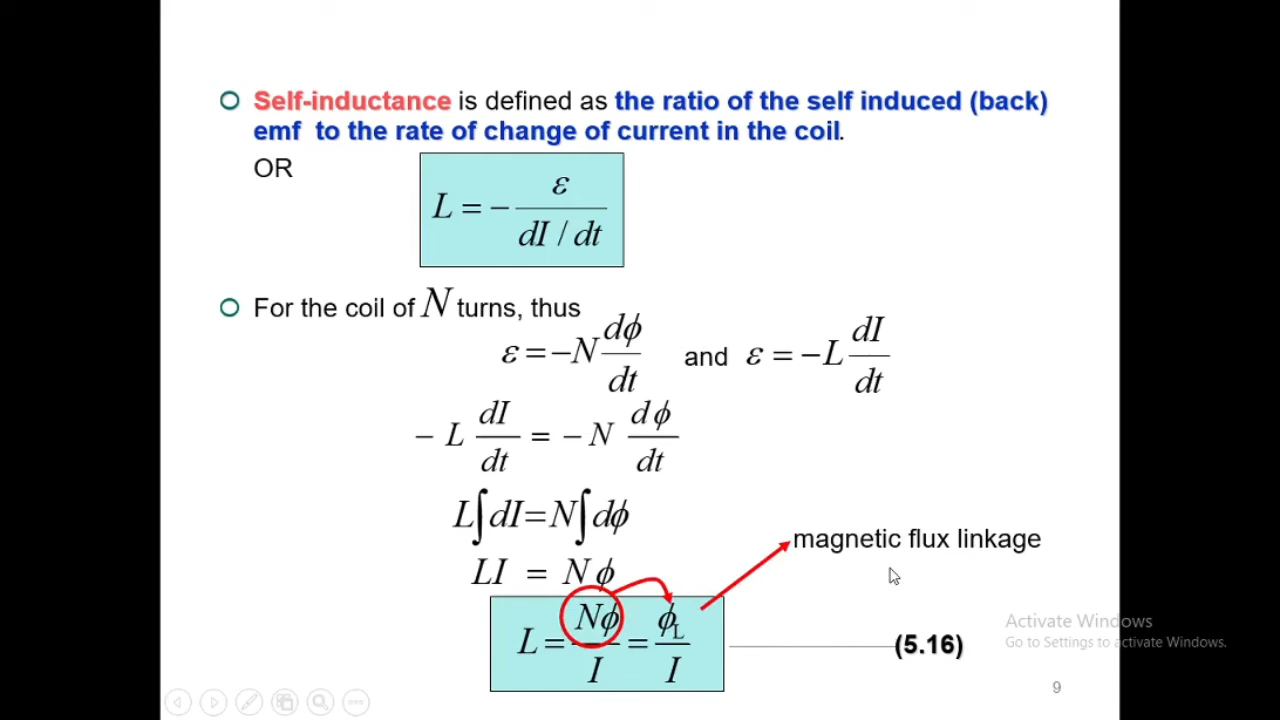 Self-inductance is defined as the ratio of the self induced (back)
emf to the rate of change of current in the coil.
OR
L = − ε / (dI / dt)
For the coil of N turns, thus
ε = −N dϕ/dt and ε = −L dI/dt
− L dI/dt = − N dϕ/dt
L∫dI = N∫dϕ
LI = Nϕ
magnetic flux linkage
L = Nϕ/I = ϕL/I
(5.16)
Activate Windows
Go to Settings to activate Windows.
9